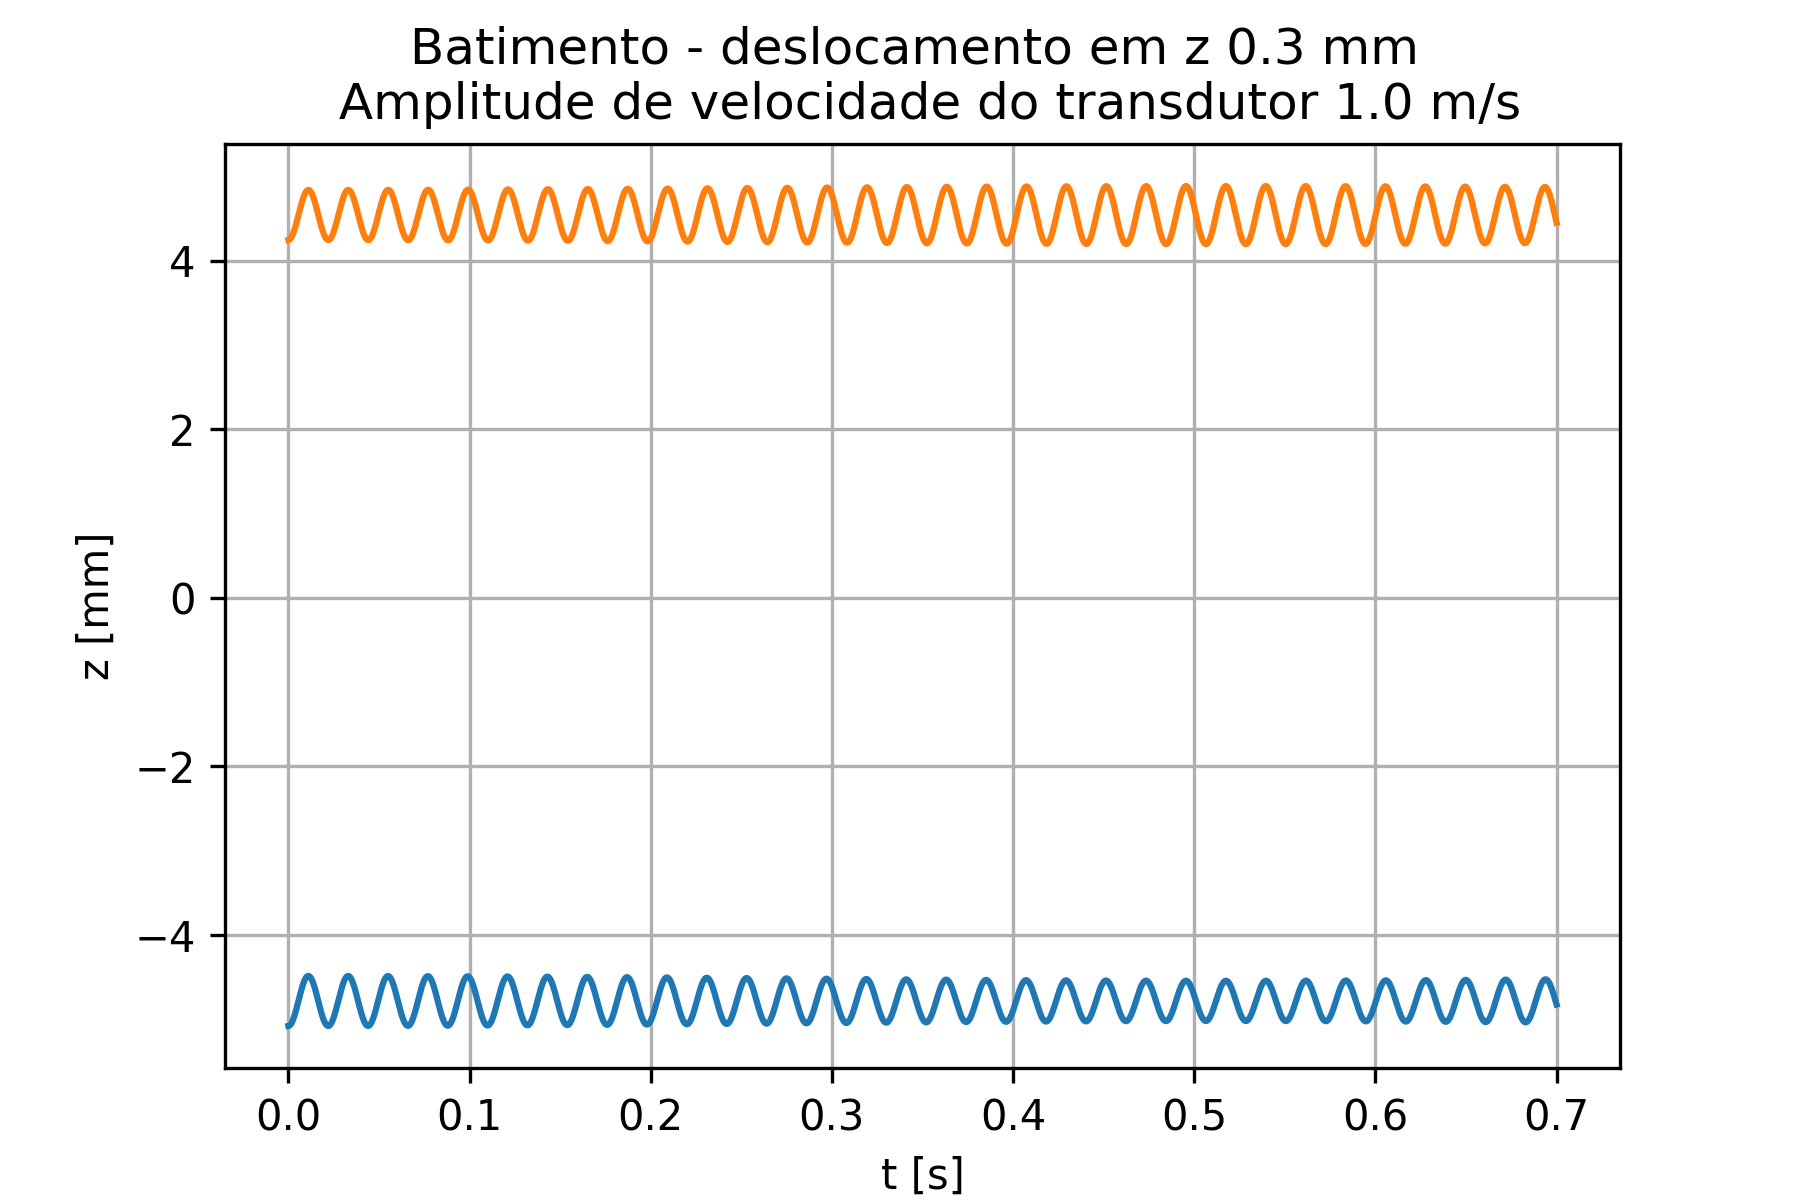 Batimento - deslocamento em z 0.3 mm
Amplitude de velocidade do transdutor 1.0 m/s
z [mm]
4
2
0
−2
−4
0.0 0.1 0.2 0.3 0.4 0.5 0.6 0.7
t [s]